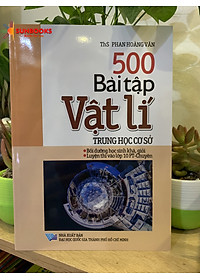 SUNBOOKS
ThS PHAN HOÀNG VĂN
500
Bài tập
Vật lí
TRUNG HỌC CƠ SỞ
• Bồi dưỡng học sinh khá, giỏi
• Luyện thi vào lớp 10 PT-Chuyên
NHÀ XUẤT BẢN
ĐẠI HỌC QUỐC GIA THÀNH PHỐ HỒ CHÍ MINH